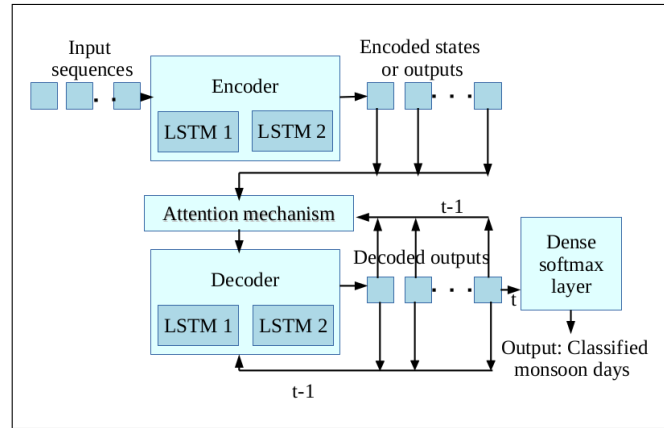 Input
sequences
Encoder
LSTM 1
LSTM 2
Encoded states
or outputs
Attention mechanism
t-1
Decoder
LSTM 1
LSTM 2
Decoded outputs
t
Dense
softmax
layer
Output: Classified
monsoon days
t-1